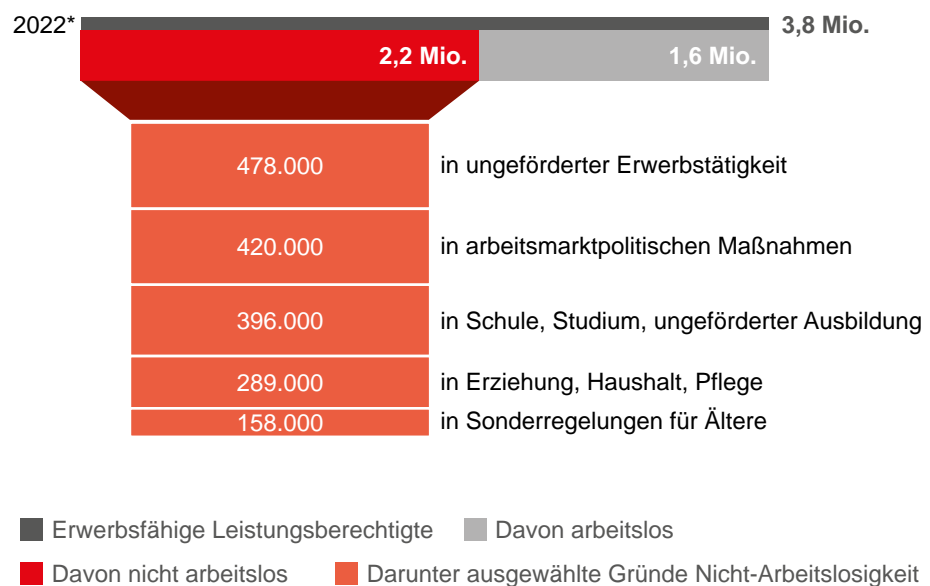 2022* 3,8 Mio.
2,2 Mio. 1,6 Mio.
478.000 in ungeförderter Erwerbstätigkeit
420.000 in arbeitsmarktpolitischen Maßnahmen
396.000 in Schule, Studium, ungeförderter Ausbildung
289.000 in Erziehung, Haushalt, Pflege
158.000 in Sonderregelungen für Ältere
Erwerbsfähige Leistungsberechtigte Davon arbeitslos
Davon nicht arbeitslos Darunter ausgewählte Gründe Nicht-Arbeitslosigkeit